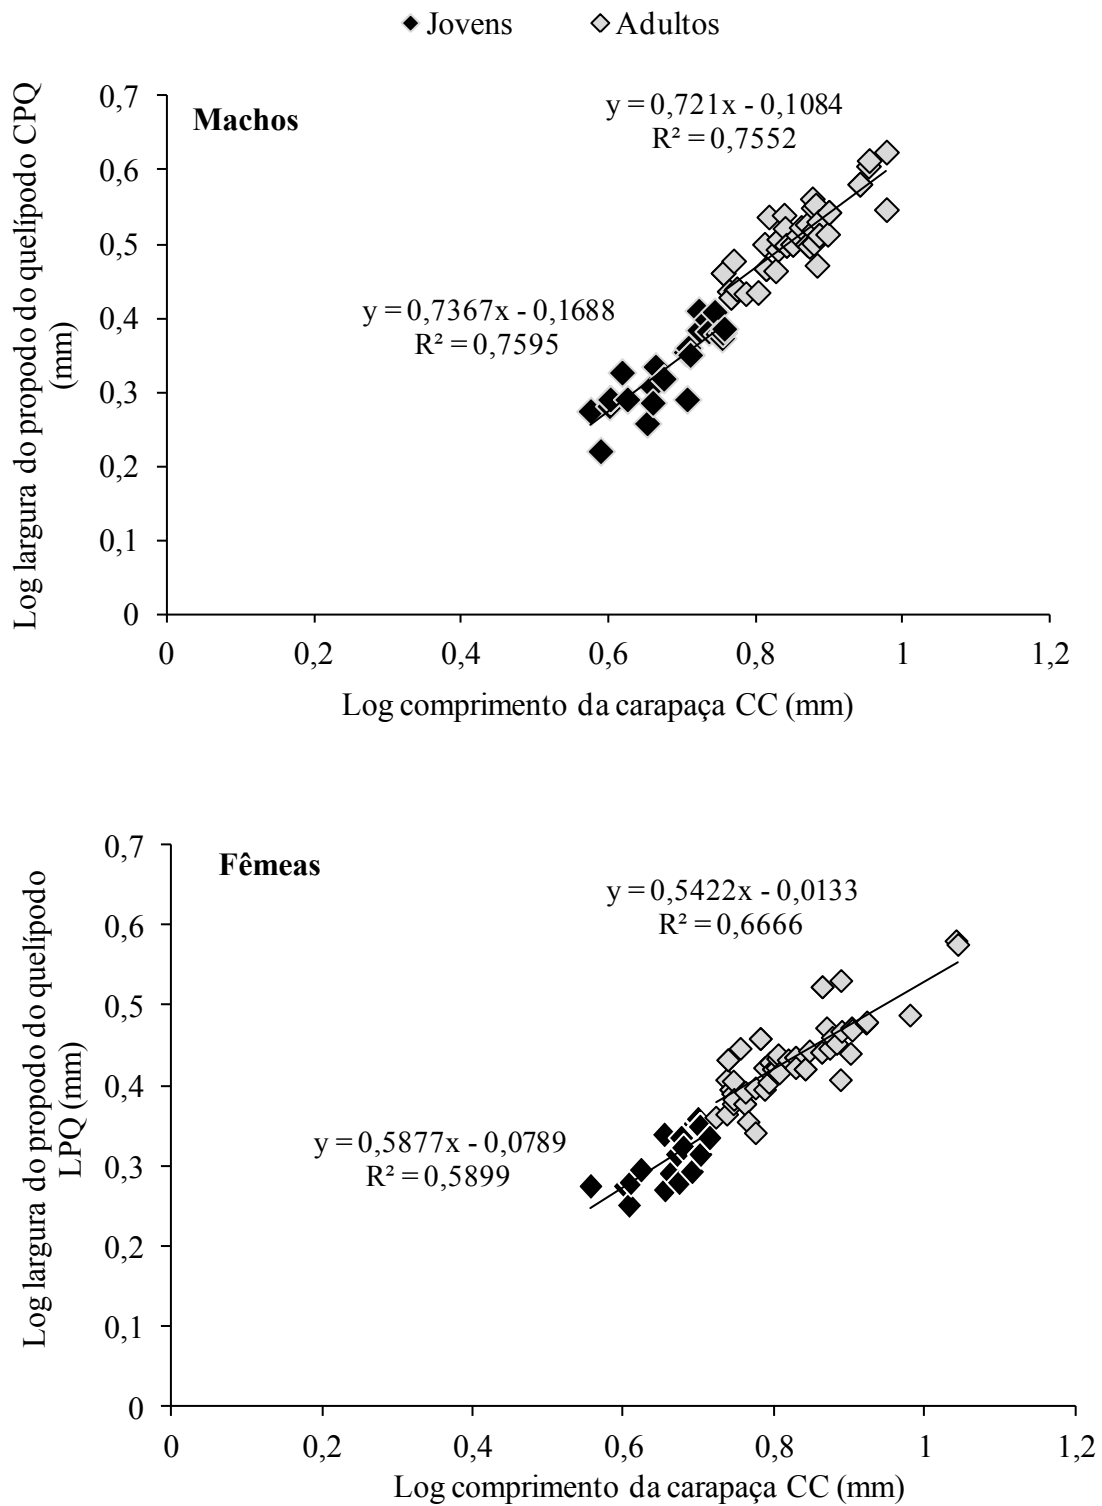 Jovens Adultos
Log largura do propodo do quelípodo CPQ
(mm)
0,7
0,6
0,5
0,4
0,3
0,2
0,1
0
Machos
y = 0,721x - 0,1084
R² = 0,7552
y = 0,7367x - 0,1688
R² = 0,7595
0 0,2 0,4 0,6 0,8 1 1,2
Log comprimento da carapaça CC (mm)
Log largura do propodo do quelípodo
LPQ (mm)
0,7
0,6
0,5
0,4
0,3
0,2
0,1
0
Fêmeas
y = 0,5422x - 0,0133
R² = 0,6666
y = 0,5877x - 0,0789
R² = 0,5899
0 0,2 0,4 0,6 0,8 1 1,2
Log comprimento da carapaça CC (mm)